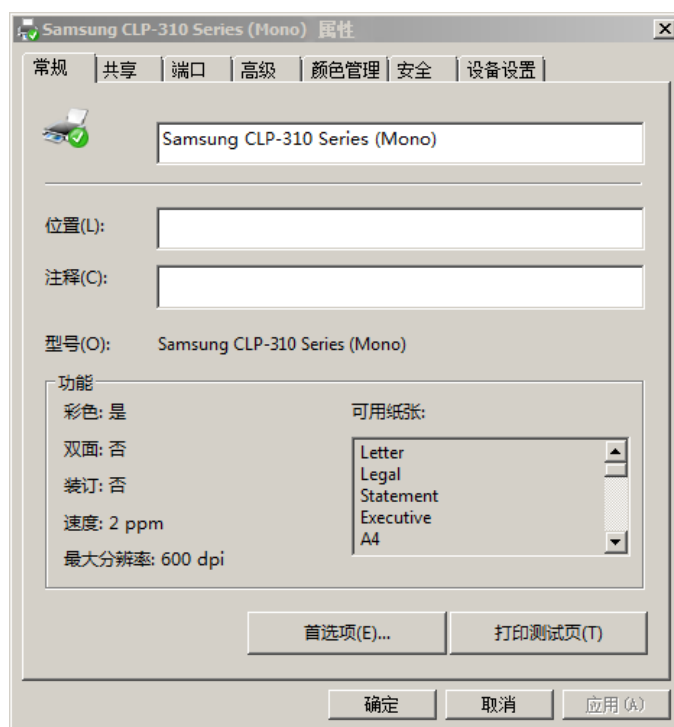 Samsung CLP-310 Series (Mono) 属性
常规 共享 端口 高级 颜色管理 安全 设备设置
Samsung CLP-310 Series (Mono)
位置(L):
注释(C):
型号(O): Samsung CLP-310 Series (Mono)
功能
彩色: 是
双面: 否
装订: 否
速度: 2 ppm
最大分辨率: 600 dpi
可用纸张:
Letter
Legal
Statement
Executive
A4
首选项(E)... 打印测试页(T)
确定 取消 应用(A)